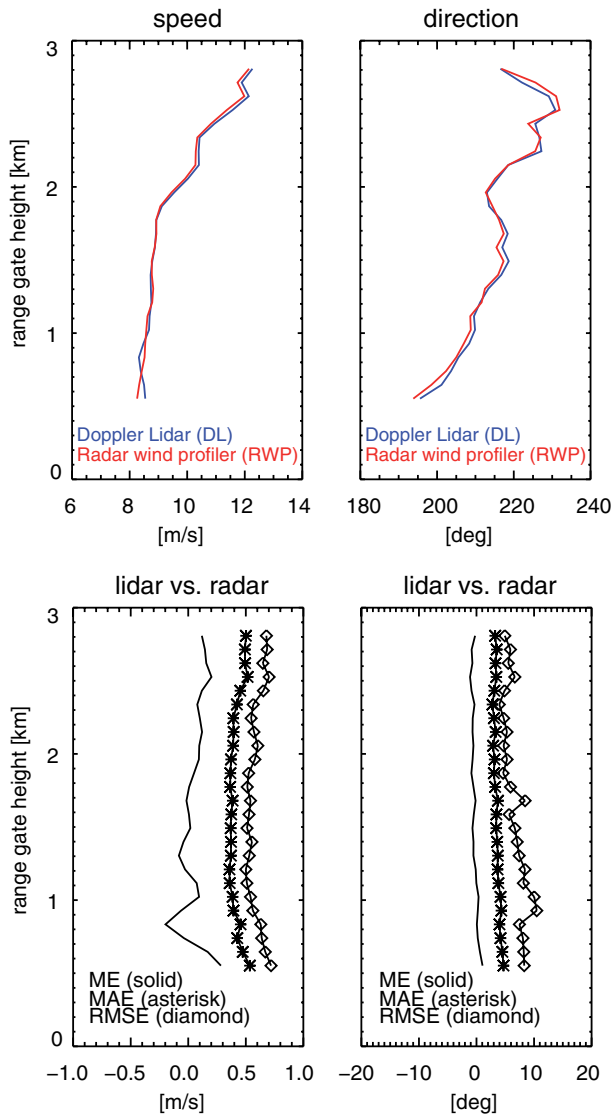 speed
direction
3
2
1
0
range gate height [km]
Doppler Lidar (DL)
Radar wind profiler (RWP)
6 8 10 12 14
[m/s]
Doppler Lidar (DL)
Radar wind profiler (RWP)
180 200 220 240
[deg]
lidar vs. radar
lidar vs. radar
3
2
1
0
range gate height [km]
ME (solid)
MAE (asterisk)
RMSE (diamond)
−1.0 −0.5 0.0 0.5 1.0
[m/s]
ME (solid)
MAE (asterisk)
RMSE (diamond)
−20 −10 0 10 20
[deg]